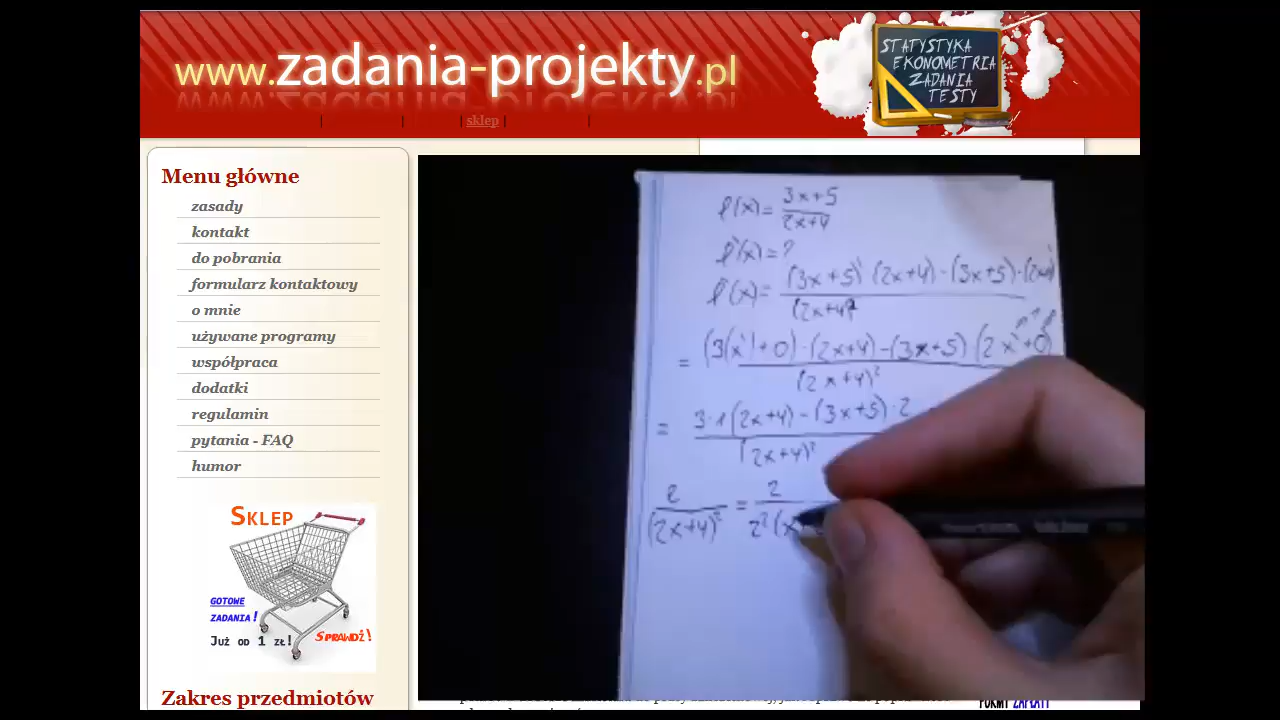 www.zadania-projekty.pl
STATYSTYKA
EKONOMETRIA
ZADANIA
TESTY
sklep
Menu główne
zasady
kontakt
do pobrania
formularz kontaktowy
o mnie
używane programy
współpraca
dodatki
regulamin
pytania - FAQ
humor
SKLEP
GOTOWE
ZADANIA!
Już od 1 zł!
SPRAWDŹ!
Zakres przedmiotów
f(x) = 3x+5 / 2x+4
f'(x) = ?
f'(x) = (3x+5)' (2x+4) - (3x+5) · (2x+4)' / (2x+4)²
= (3(x')+0) · (2x+4) - (3x+5) (2x'+0) / (2x+4)²
= 3·1(2x+4) - (3x+5) · 2 / (2x+4)²
2 / (2x+4)² = 2 / 2²(x